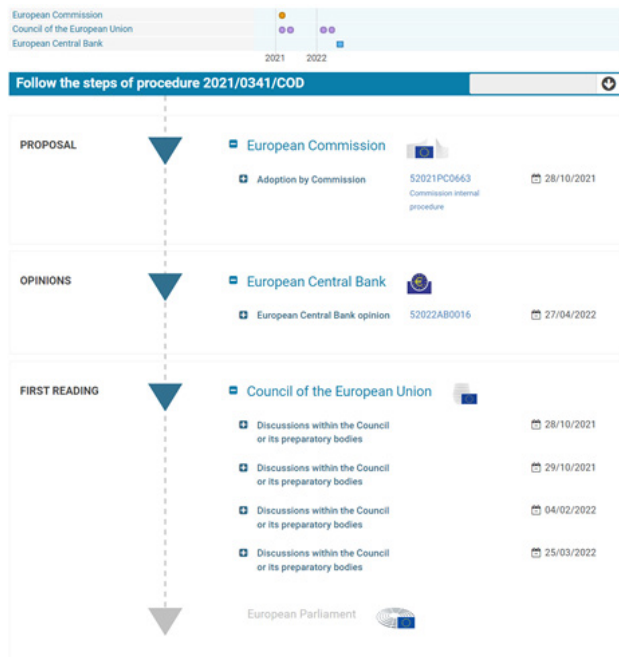 European Commission
Council of the European Union
European Central Bank
2021 2022
Follow the steps of procedure 2021/0341/COD
PROPOSAL
European Commission
Adoption by Commission 52021PC0663 28/10/2021
Commission internal
procedure
OPINIONS
European Central Bank
European Central Bank opinion 52022AB0016 27/04/2022
FIRST READING
Council of the European Union
Discussions within the Council 28/10/2021
or its preparatory bodies
Discussions within the Council 29/10/2021
or its preparatory bodies
Discussions within the Council 04/02/2022
or its preparatory bodies
Discussions within the Council 25/03/2022
or its preparatory bodies
European Parliament